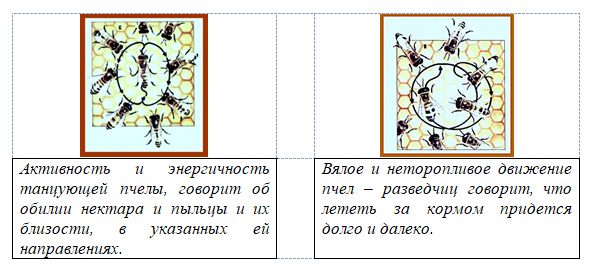 Активность и энергичность
танцующей пчелы, говорит об
обилии нектара и пыльцы и их
близости, в указанных ей
направлениях.
Вялое и неторопливое движение
пчел – разведчиц говорит, что
лететь за кормом придется
долго и далеко.